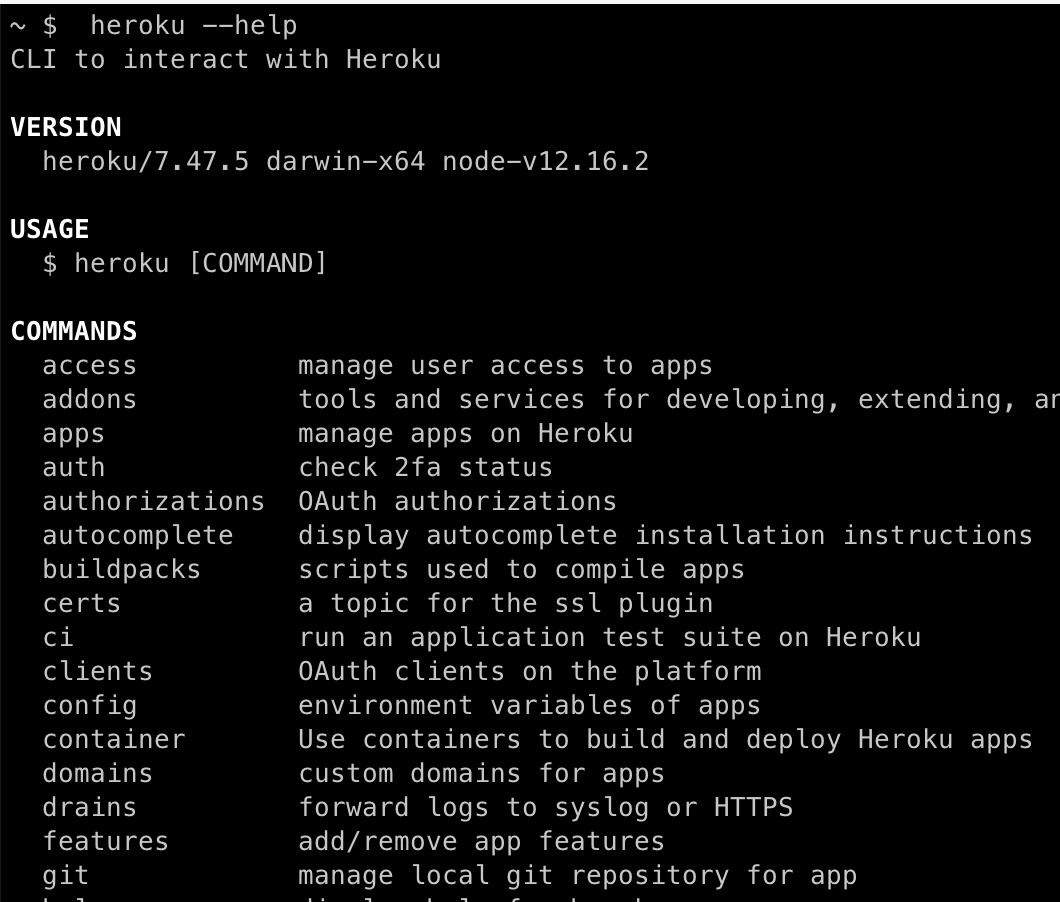 ~ $  heroku --help
CLI to interact with Heroku

VERSION
  heroku/7.47.5 darwin-x64 node-v12.16.2

USAGE
  $ heroku [COMMAND]

COMMANDS
  access          manage user access to apps
  addons          tools and services for developing, extending,
  apps            manage apps on Heroku
  auth            check 2fa status
  authorizations  OAuth authorizations
  autocomplete    display autocomplete installation instructions
  buildpacks      scripts used to compile apps
  certs           a topic for the ssl plugin
  ci              run an application test suite on Heroku
  clients         OAuth clients on the platform
  config          environment variables of apps
  container       Use containers to build and deploy Heroku apps
  domains         custom domains for apps
  drains          forward logs to syslog or HTTPS
  features        add/remove app features
  git             manage local git repository for app